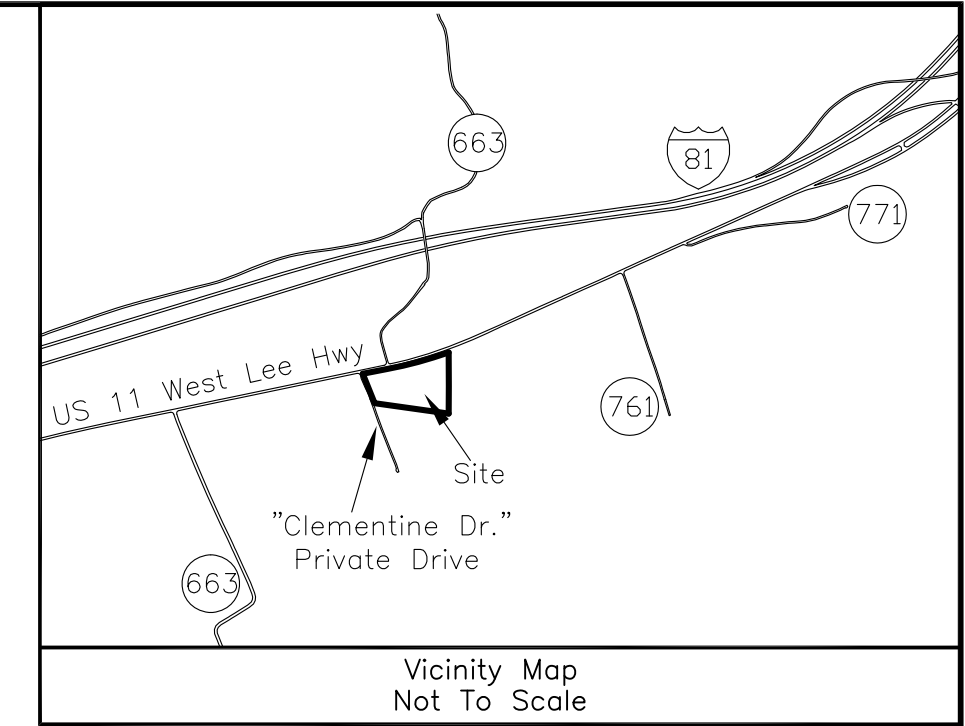 663
81
771
US 11 West Lee Hwy
761
Site
"Clementine Dr."
Private Drive
663
Vicinity Map
Not To Scale